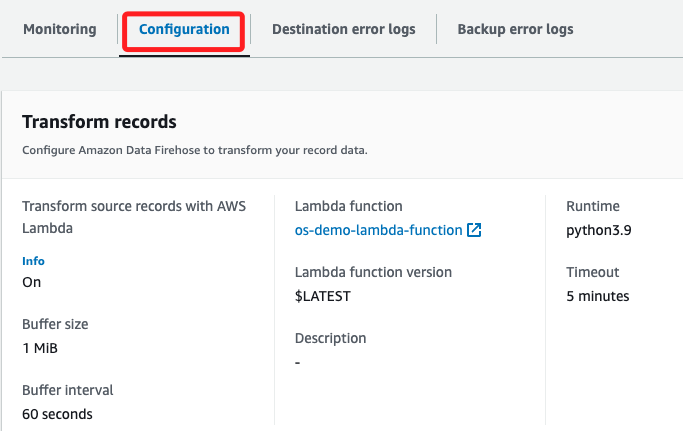 Monitoring
Configuration
Destination error logs
Backup error logs
Transform records
Configure Amazon Data Firehose to transform your record data.
Transform source records with AWS
Lambda
Info
On
Buffer size
1 MiB
Buffer interval
60 seconds
Lambda function
os-demo-lambda-function
Lambda function version
$LATEST
Description
-
Runtime
python3.9
Timeout
5 minutes